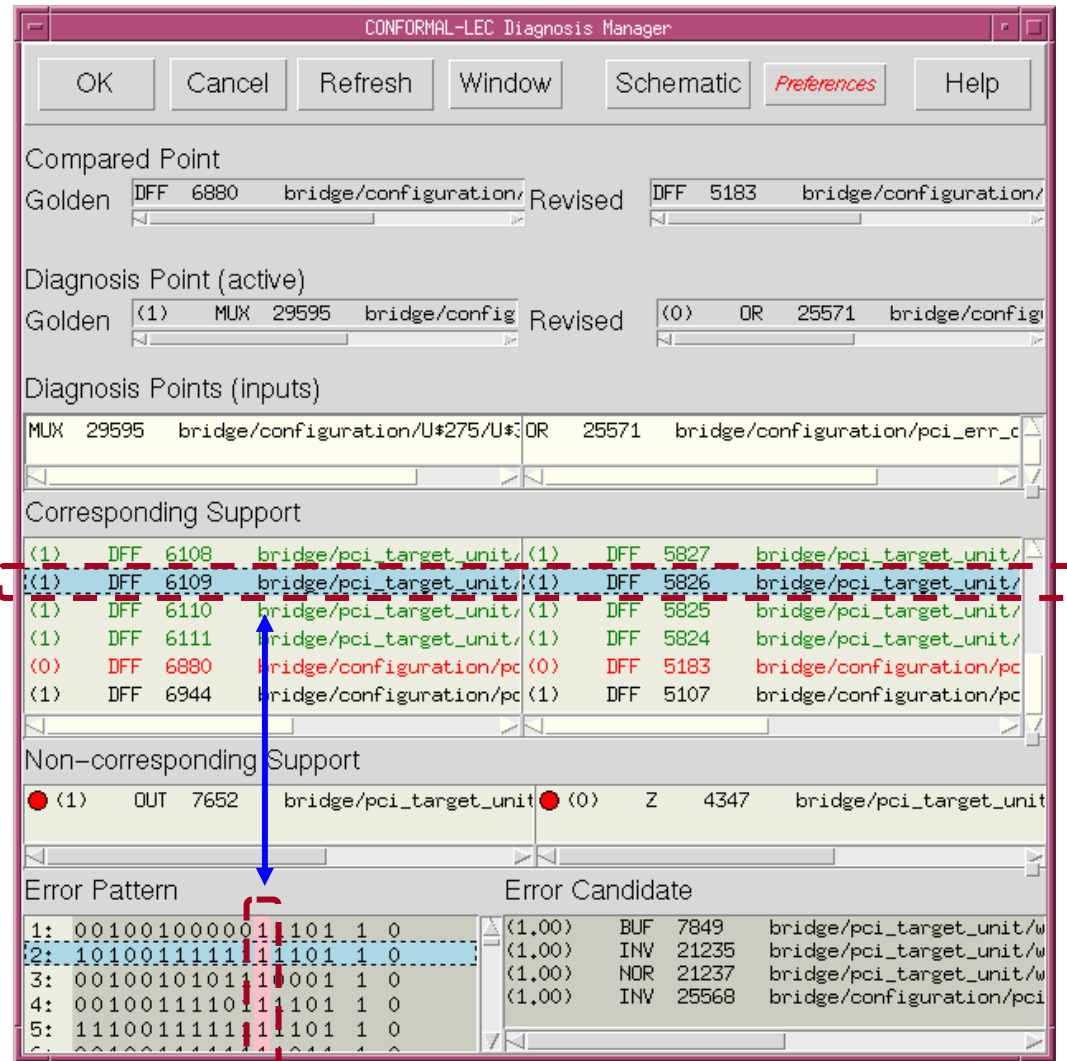 CONFORMAL-LEC Diagnosis Manager
OK Cancel Refresh Window Schematic Preferences Help
Compared Point
Golden DFF 6880 bridge/configuration/ Revised DFF 5183 bridge/configuration/
Diagnosis Point (active)
Golden (1) MUX 29595 bridge/config Revised (0) OR 25571 bridge/config
Diagnosis Points (inputs)
MUX 29595 bridge/configuration/U*275/U*3 OR 25571 bridge/configuration/pci_err_c
Corresponding Support
(1) DFF 6108 bridge/pci_target_unit/ (1) DFF 5827 bridge/pci_target_unit/
(1) DFF 6109 bridge/pci_target_unit/ (1) DFF 5826 bridge/pci_target_unit/
(1) DFF 6110 bridge/pci_target_unit/ (1) DFF 5825 bridge/pci_target_unit/
(1) DFF 6111 bridge/pci_target_unit/ (1) DFF 5824 bridge/pci_target_unit/
(0) DFF 6880 bridge/configuration/pc (0) DFF 5183 bridge/configuration/pc
(1) DFF 6944 bridge/configuration/pc (1) DFF 5107 bridge/configuration/pc
Non-corresponding Support
(1) OUT 7652 bridge/pci_target_unit (0) Z 4347 bridge/pci_target_unit
Error Pattern
1: 0010010000011101 1 0
2: 1010011111111101 1 0
3: 0010010101110001 1 0
4: 0010011110111101 1 0
5: 1110011111111101 1 0
Error Candidate
(1.00) BUF 7849 bridge/pci_target_unit/w
(1.00) INV 21235 bridge/pci_target_unit/w
(1.00) NOR 21237 bridge/pci_target_unit/w
(1.00) INV 25568 bridge/configuration/pci